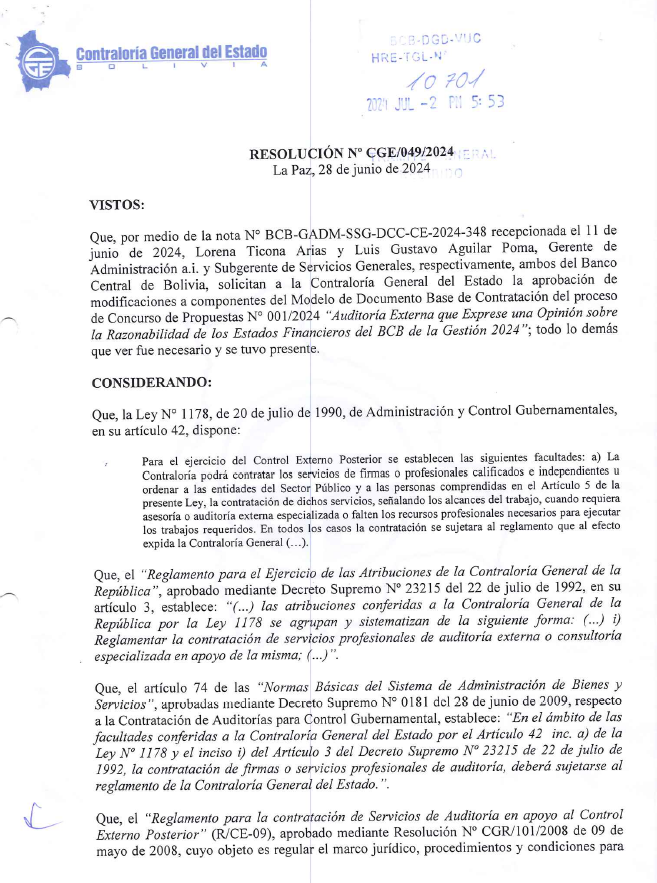 Contraloría General del Estado
B O L I V I A
CGE
BCB-DGD-VUC
HRE-TGL-N°
10701
2024 JUL -2 PM 5:53
RESOLUCIÓN N° CGE/049/2024
La Paz, 28 de junio de 2024
VISTOS:
Que, por medio de la nota N° BCB-GADM-SSG-DCC-CE-2024-348 recepcionada el 11 de
junio de 2024, Lorena Ticona Arias y Luis Gustavo Aguilar Poma, Gerente de
Administración a.i. y Subgerente de Servicios Generales, respectivamente, ambos del Banco
Central de Bolivia, solicitan a la Contraloría General del Estado la aprobación de
modificaciones a componentes del Modelo de Documento Base de Contratación del proceso
de Concurso de Propuestas N° 001/2024 "Auditoría Externa que Exprese una Opinión sobre
la Razonabilidad de los Estados Financieros del BCB de la Gestión 2024"; todo lo demás
que ver fue necesario y se tuvo presente.
CONSIDERANDO:
Que, la Ley N° 1178, de 20 de julio de 1990, de Administración y Control Gubernamentales,
en su artículo 42, dispone:
Para el ejercicio del Control Externo Posterior se establecen las siguientes facultades: a) La
Contraloría podrá contratar los servicios de firmas o profesionales calificados e independientes u
ordenar a las entidades del Sector Público y a las personas comprendidas en el Artículo 5 de la
presente Ley, la contratación de dichos servicios, señalando los alcances del trabajo, cuando requiera
asesoría o auditoría externa especializada o falten los recursos profesionales necesarios para ejecutar
los trabajos requeridos. En todos los casos la contratación se sujetara al reglamento que al efecto
expida la Contraloría General (…).
Que, el "Reglamento para el Ejercicio de las Atribuciones de la Contraloría General de la
República", aprobado mediante Decreto Supremo N° 23215 del 22 de julio de 1992, en su
artículo 3, establece: "(...) las atribuciones conferidas a la Contraloría General de la
República por la Ley 1178 se agrupan y sistematizan de la siguiente forma: (...) i)
Reglamentar la contratación de servicios profesionales de auditoría externa o consultoría
especializada en apoyo de la misma; (...)".
Que, el artículo 74 de las "Normas Básicas del Sistema de Administración de Bienes y
Servicios", aprobadas mediante Decreto Supremo N° 0181 del 28 de junio de 2009, respecto
a la Contratación de Auditorías para Control Gubernamental, establece: "En el ámbito de las
facultades conferidas a la Contraloría General del Estado por el Artículo 42 inc. a) de la
Ley N° 1178 y el inciso i) del Artículo 3 del Decreto Supremo N° 23215 de 22 de julio de
1992, la contratación de firmas o servicios profesionales de auditoría, deberá sujetarse al
reglamento de la Contraloría General del Estado.".
Que, el "Reglamento para la contratación de Servicios de Auditoría en apoyo al Control
Externo Posterior" (R/CE-09), aprobado mediante Resolución N° CGR/101/2008 de 09 de
mayo de 2008, cuyo objeto es regular el marco jurídico, procedimientos y condiciones para